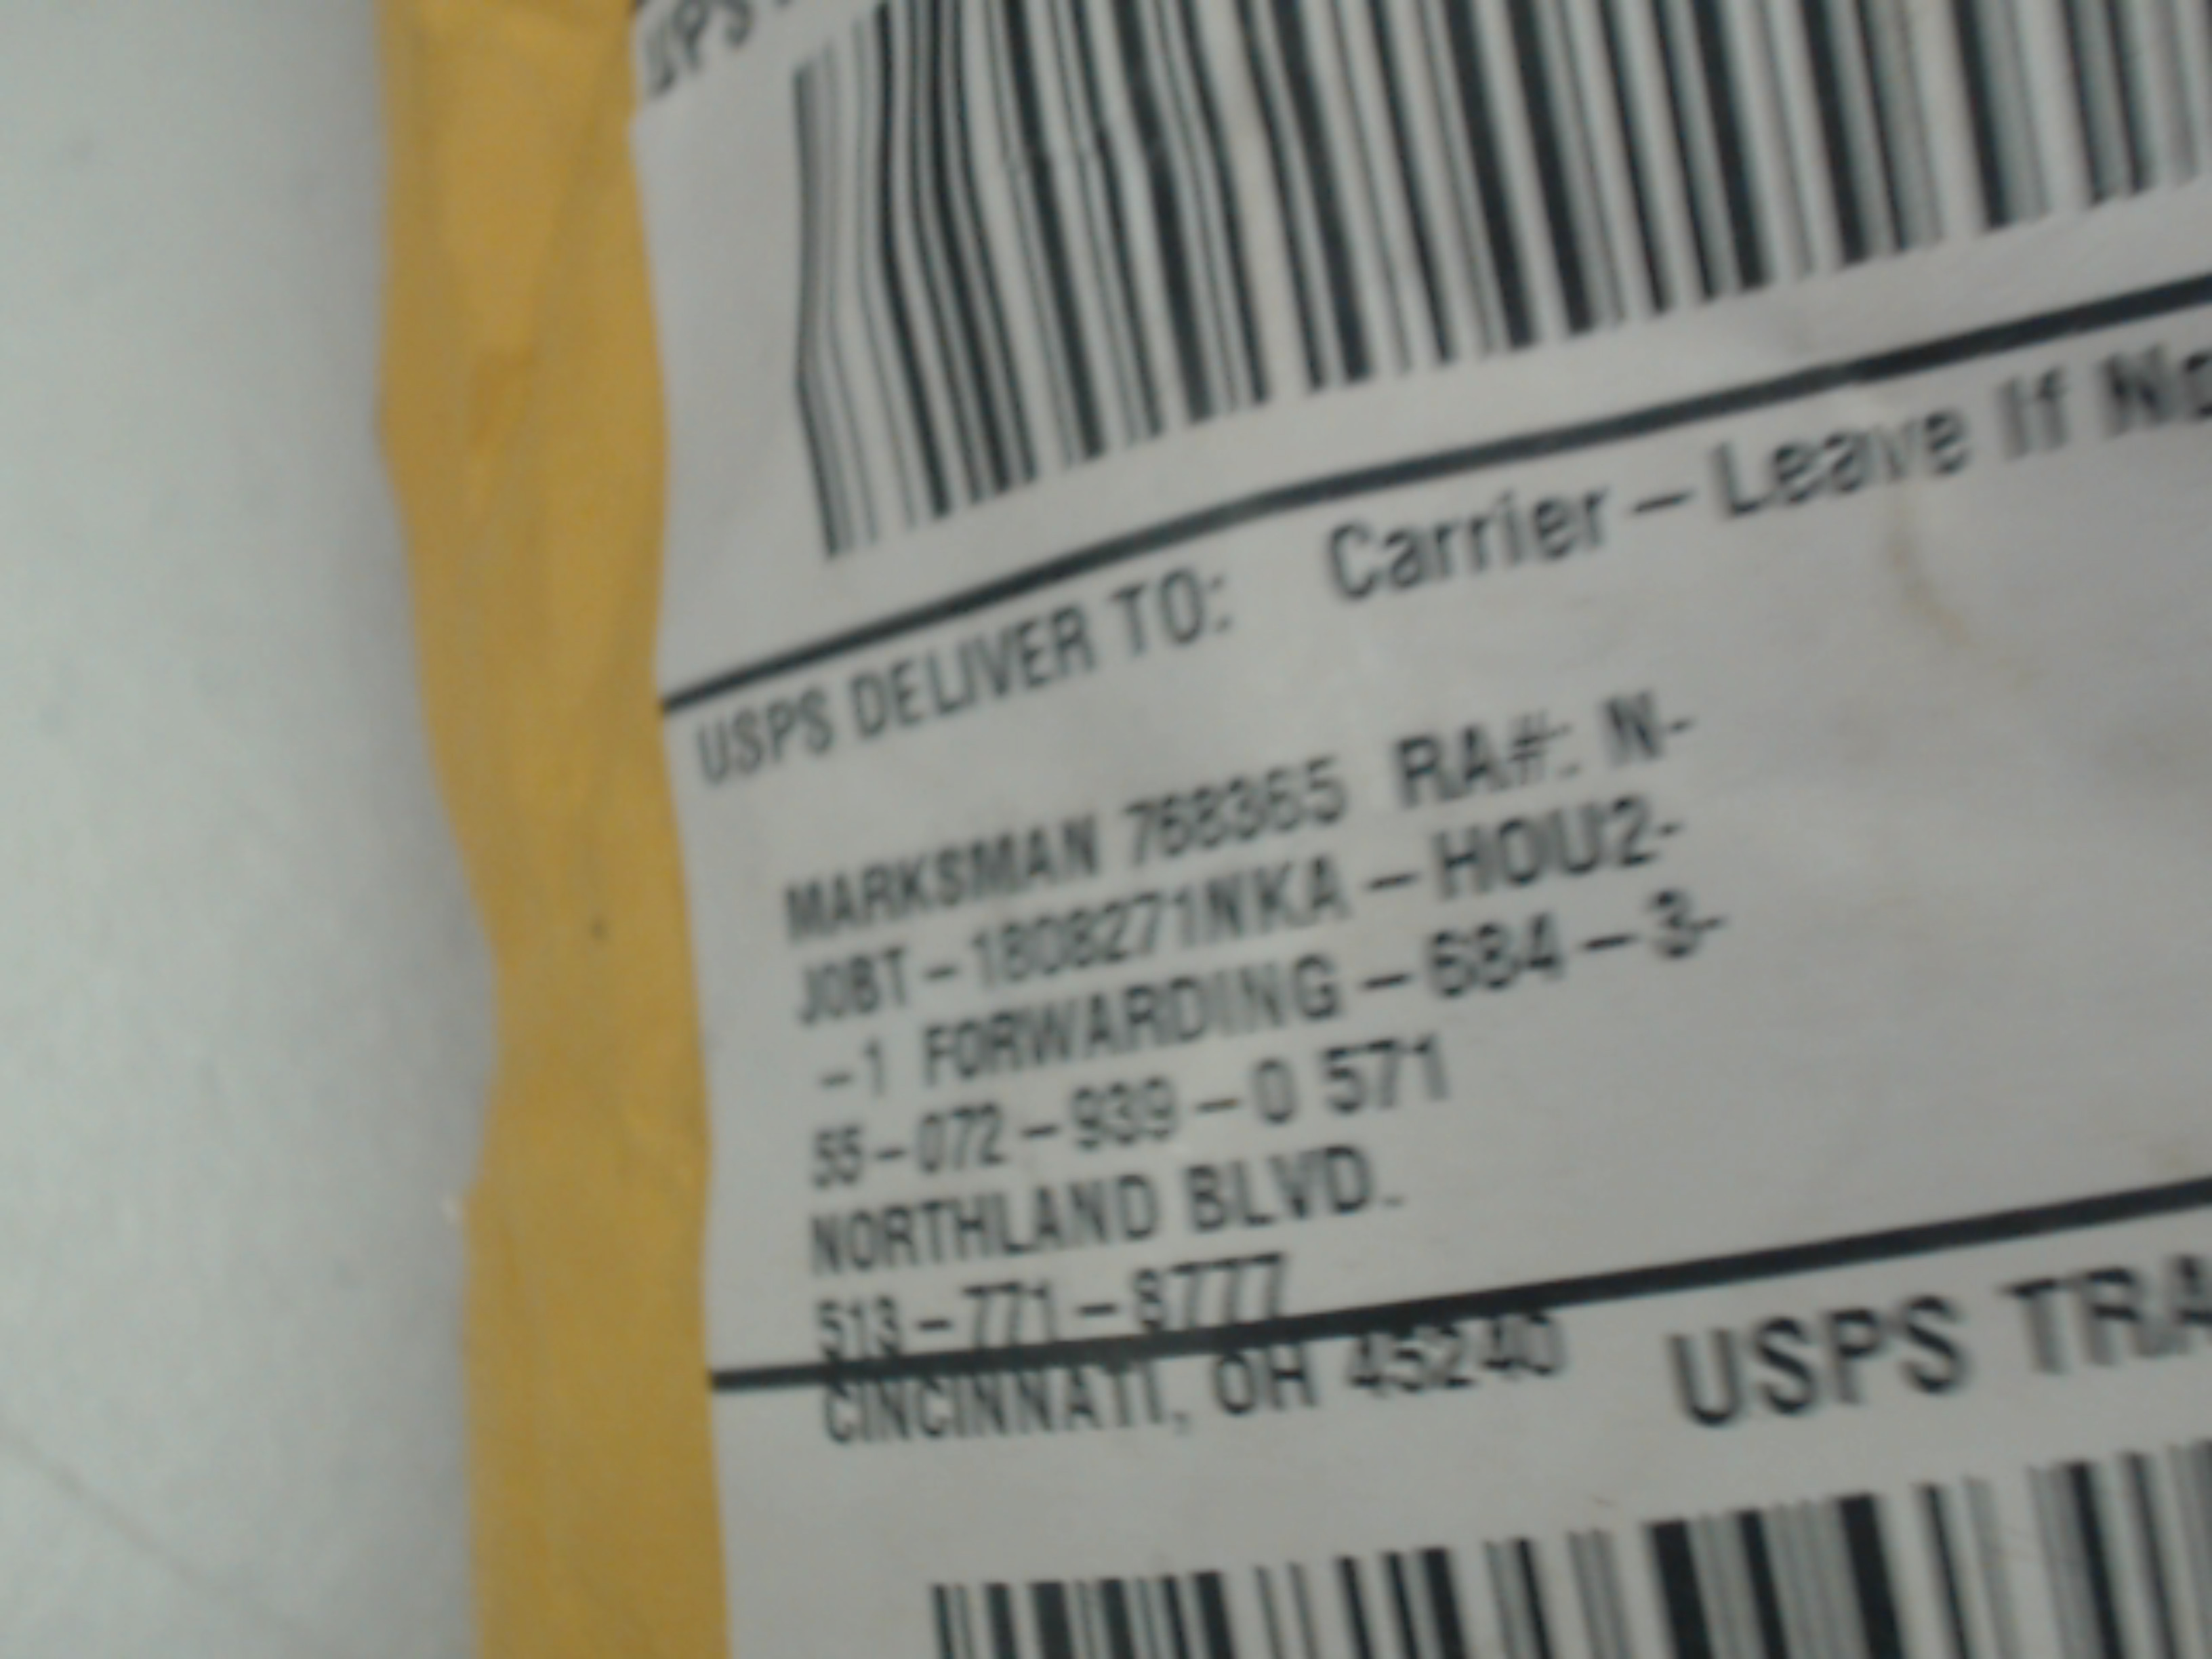 USPS DELIVER TO: Carrier – Leave If No
MARKSMAN 768365 RA#: N-
JOBT – 1808271NKA – HOU2-
–1 FORWARDING – 684 – 3-
55 – 072 – 939 – 0 571
NORTHLAND BLVD.
513 – 771 – 8777
CINCINNATI, OH 45240
USPS TRA